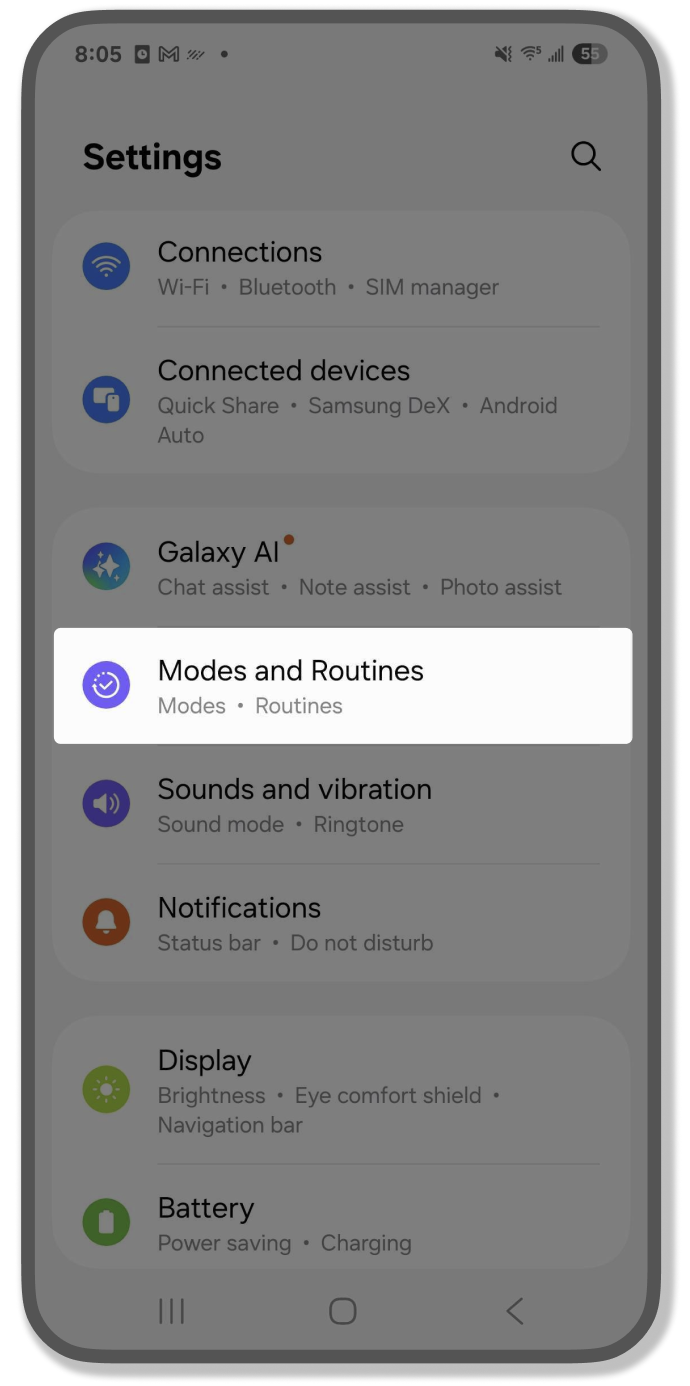 8:05
5
55
Settings
Connections
Wi-Fi • Bluetooth • SIM manager
Connected devices
Quick Share • Samsung DeX • Android
Auto
Galaxy AI
Chat assist • Note assist • Photo assist
Modes and Routines
Modes • Routines
Sounds and vibration
Sound mode • Ringtone
Notifications
Status bar • Do not disturb
Display
Brightness • Eye comfort shield •
Navigation bar
Battery
Power saving • Charging